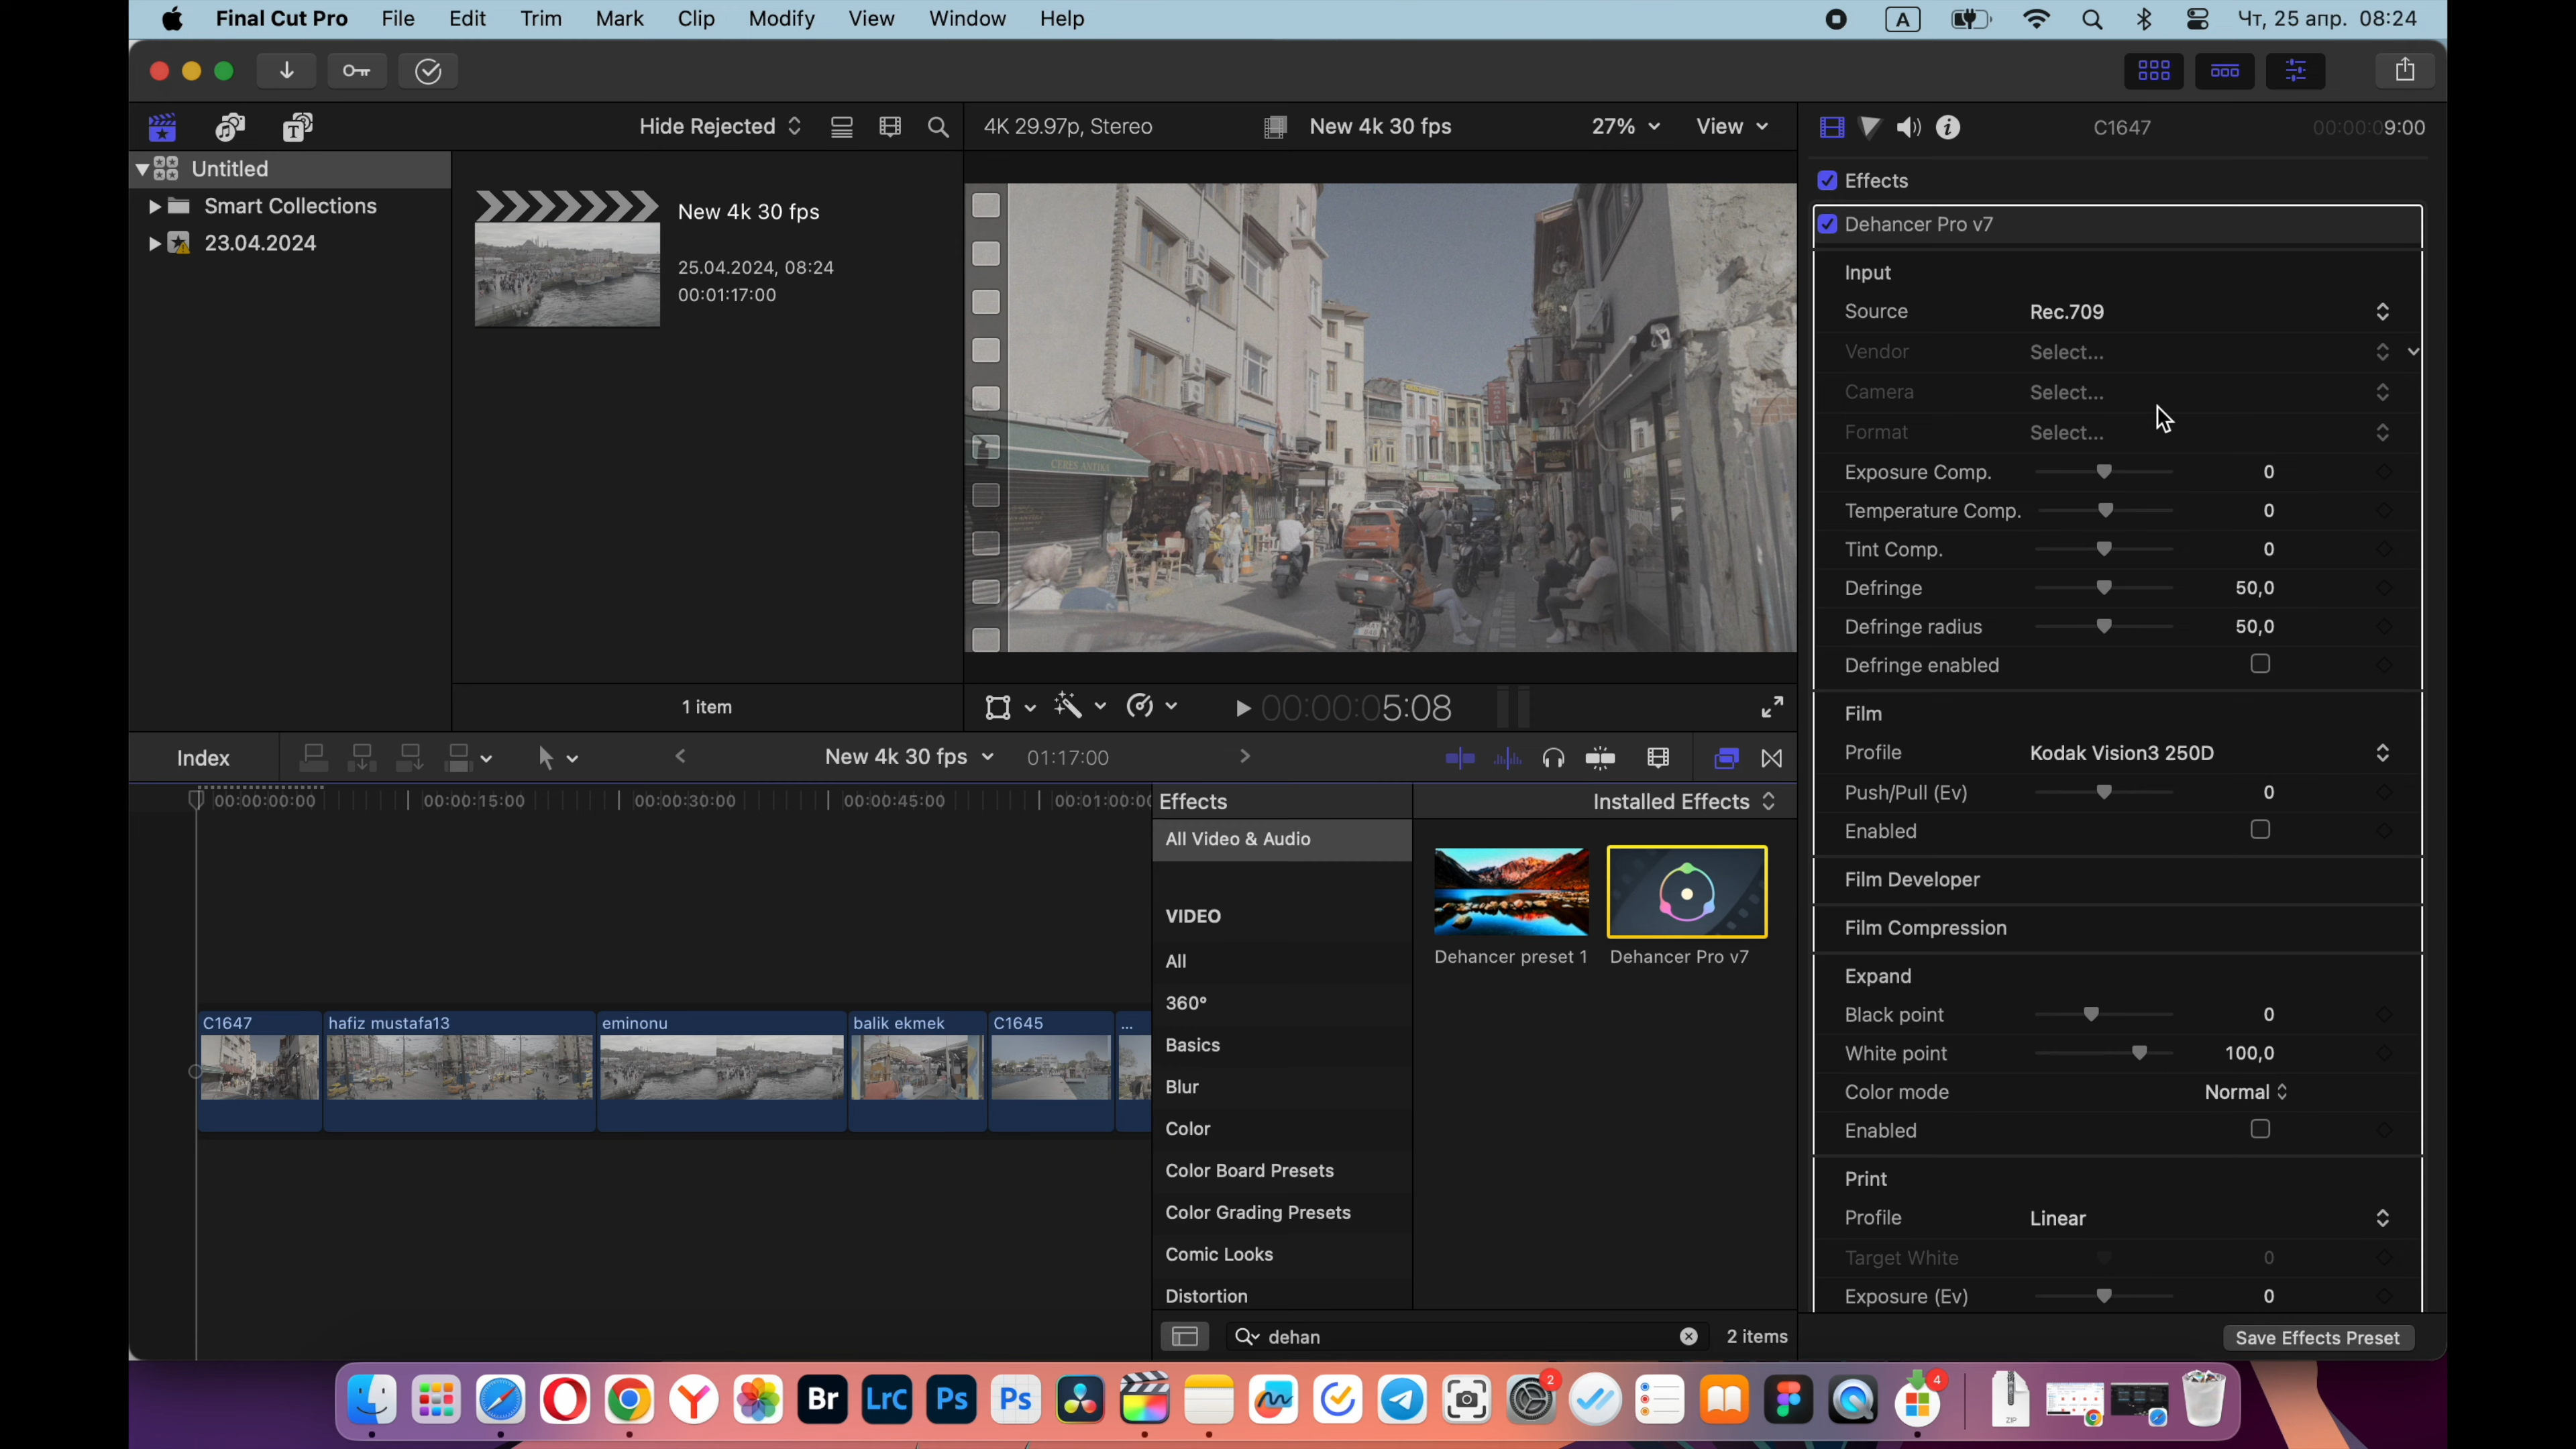 Final Cut Pro File Edit Trim Mark Clip Modify View Window Help A Чт, 25 апр. 08:24
Hide Rejected
4K 29.97p, Stereo New 4k 30 fps 27% View
C1647 00:00:09:00
Untitled
Smart Collections
23.04.2024
New 4k 30 fps
25.04.2024, 08:24
00:01:17:00
1 item
CERES ANTIKA
00:00:05:08
Effects
Dehancer Pro v7
Input
Source Rec.709
Vendor Select...
Camera Select...
Format Select...
Exposure Comp. 0
Temperature Comp. 0
Tint Comp. 0
Defringe 50,0
Defringe radius 50,0
Defringe enabled
Film
Profile Kodak Vision3 250D
Push/Pull (Ev) 0
Enabled
Film Developer
Film Compression
Expand
Black point 0
White point 100,0
Color mode Normal
Enabled
Print
Profile Linear
Target White 0
Exposure (Ev) 0
Save Effects Preset
Index New 4k 30 fps 01:17:00
00:00:00:00 00:00:15:00 00:00:30:00 00:00:45:00 00:01:00:00
C1647 hafiz mustafa13 eminonu balik ekmek C1645 ...
Effects Installed Effects
All Video & Audio
VIDEO
All
360°
Basics
Blur
Color
Color Board Presets
Color Grading Presets
Comic Looks
Distortion
Dehancer preset 1 Dehancer Pro v7
dehan 2 items
Br LrC Ps Ps 2 4
ZIP